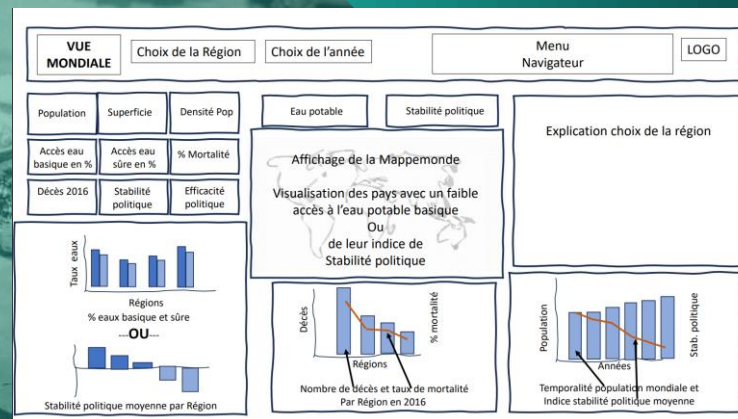 VUE
MONDIALE
Choix de la Région
Choix de l'année
Menu
Navigateur
LOGO
Population
Superficie
Densité Pop
Accès eau
basique en %
Accès eau
sûre en %
% Mortalité
Décès 2016
Stabilité
politique
Efficacité
politique
Eau potable
Stabilité politique
Affichage de la Mappemonde
Visualisation des pays avec un faible
accès à l'eau potable basique
Ou
de leur indice de
Stabilité politique
Explication choix de la région
Taux eaux
Régions
% eaux basique et sûre
---OU---
Stabilité politique moyenne par Région
Décès
% mortalité
Régions
Nombre de décès et taux de mortalité
Par Région en 2016
Population
Stab. politique
Années
Temporalité population mondiale et
Indice stabilité politique moyenne